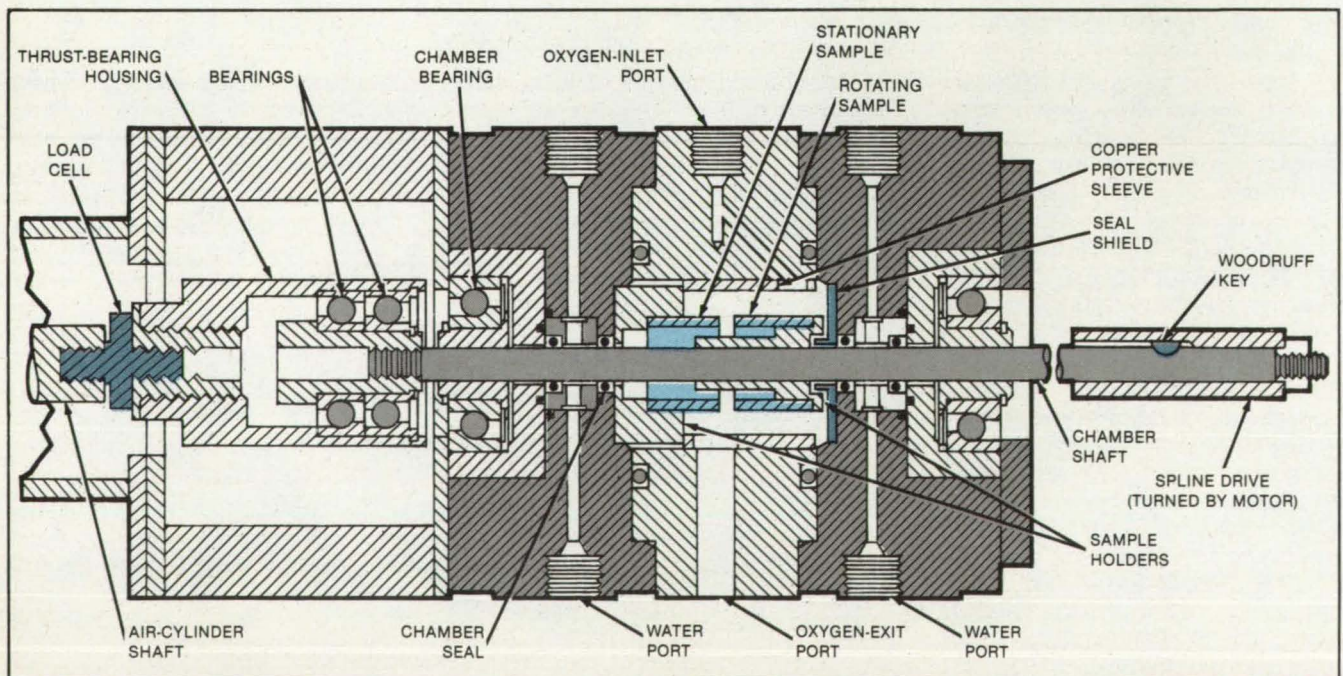 THRUST-BEARING
HOUSING
BEARINGS
CHAMBER
BEARING
OXYGEN-INLET
PORT
STATIONARY
SAMPLE
ROTATING
SAMPLE
LOAD
CELL
COPPER
PROTECTIVE
SLEEVE
SEAL
SHIELD
WOODRUFF
KEY
CHAMBER
SHAFT
SPLINE DRIVE
(TURNED BY MOTOR)
SAMPLE
HOLDERS
AIR-CYLINDER
SHAFT
CHAMBER
SEAL
WATER
PORT
OXYGEN-EXIT
PORT
WATER
PORT